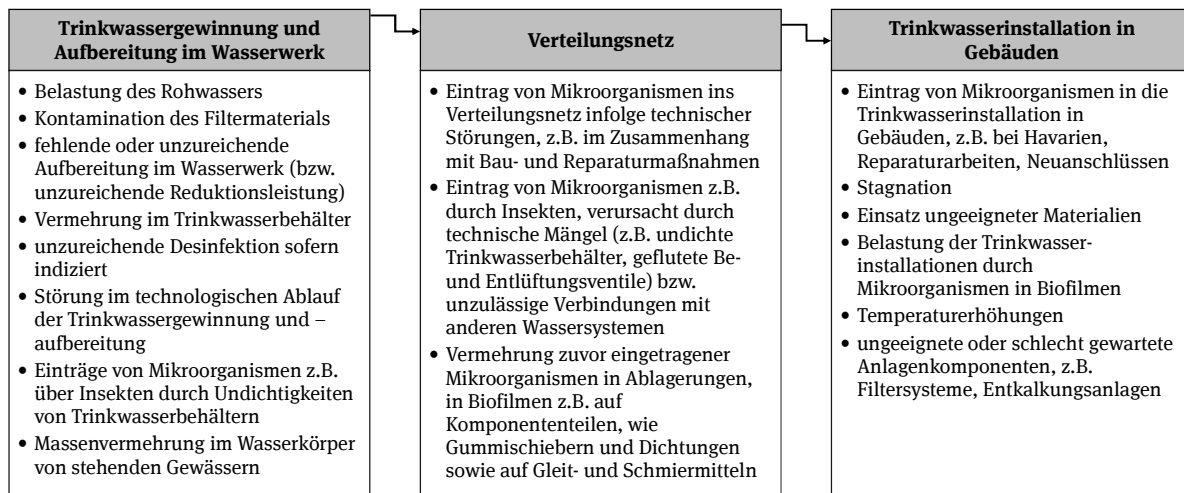 Trinkwassergewinnung und
Aufbereitung im Wasserwerk
• Belastung des Rohwassers
• Kontamination des Filtermaterials
• fehlende oder unzureichende
Aufbereitung im Wasserwerk (bzw.
unzureichende Reduktionsleistung)
• Vermehrung im Trinkwasserbehälter
• unzureichende Desinfektion sofern
indiziert
• Störung im technologischen Ablauf
der Trinkwassergewinnung und –
aufbereitung
• Einträge von Mikroorganismen z.B.
über Insekten durch Undichtigkeiten
von Trinkwasserbehältern
• Massenvermehrung im Wasserkörper
von stehenden Gewässern
Verteilungsnetz
• Eintrag von Mikroorganismen ins
Verteilungsnetz infolge technischer
Störungen, z.B. im Zusammenhang
mit Bau- und Reparaturmaßnahmen
• Eintrag von Mikroorganismen z.B.
durch Insekten, verursacht durch
technische Mängel (z.B. undichte
Trinkwasserbehälter, geflutete Be-
und Entlüftungsventile) bzw.
unzulässige Verbindungen mit
anderen Wassersystemen
• Vermehrung zuvor eingetragener
Mikroorganismen in Ablagerungen,
in Biofilmen z.B. auf
Komponententeilen, wie
Gummischiebern und Dichtungen
sowie auf Gleit- und Schmiermitteln
Trinkwasserinstallation in
Gebäuden
• Eintrag von Mikroorganismen in die
Trinkwasserinstallation in
Gebäuden, z.B. bei Havarien,
Reparaturarbeiten, Neuanschlüssen
• Stagnation
• Einsatz ungeeigneter Materialien
• Belastung der Trinkwasser-
installationen durch
Mikroorganismen in Biofilmen
• Temperaturerhöhungen
• ungeeignete oder schlecht gewartete
Anlagenkomponenten, z.B.
Filtersysteme, Entkalkungsanlagen